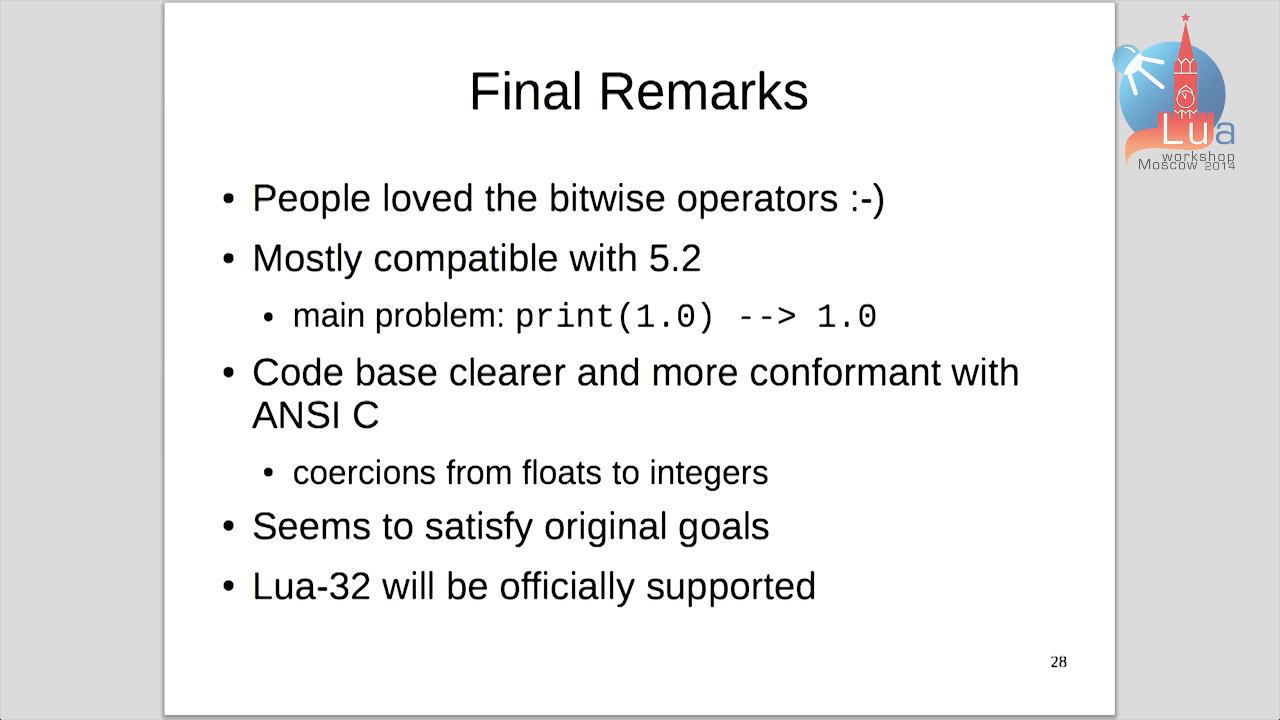 Final Remarks
• People loved the bitwise operators :-)
• Mostly compatible with 5.2
• main problem: print(1.0) --> 1.0
• Code base clearer and more conformant with
ANSI C
• coercions from floats to integers
• Seems to satisfy original goals
• Lua-32 will be officially supported
28
Lua
workshop
Moscow 2014